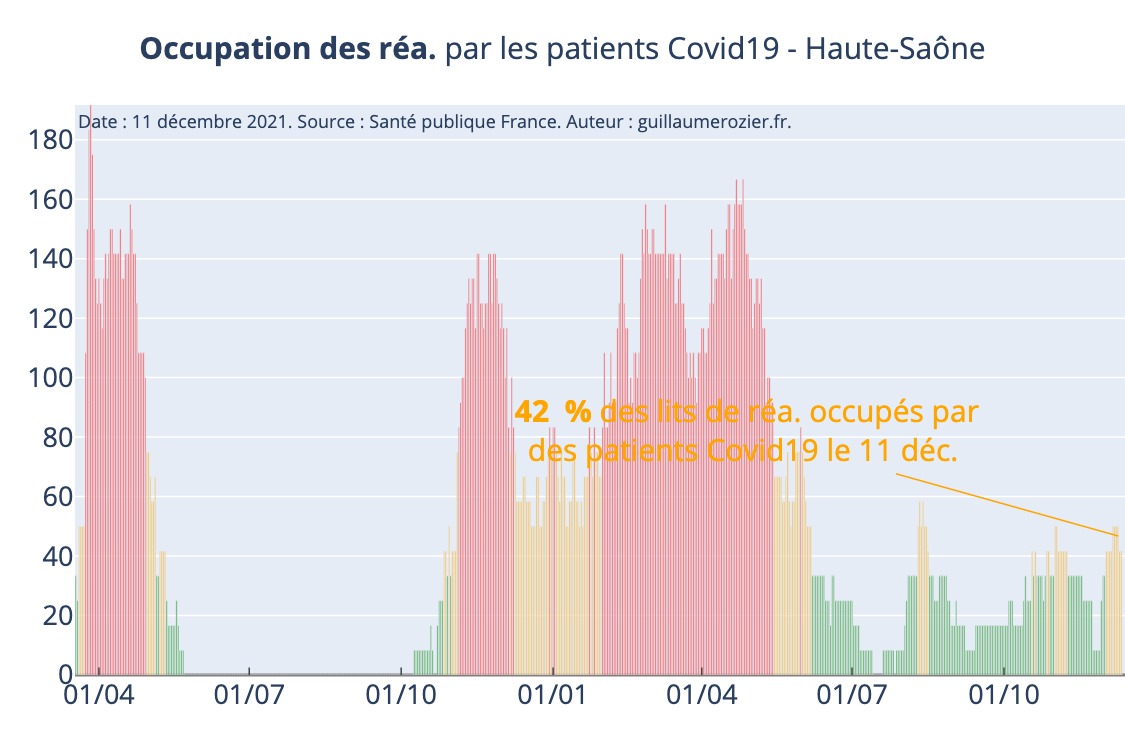 Occupation des réa. par les patients Covid19 - Haute-Saône
Date : 11 décembre 2021. Source : Santé publique France. Auteur : guillaumerozier.fr.
180
160
140
120
100
42 % des lits de réa. occupés par
80
des patients Covid19 le 11 déc.
60
40
20
0
01/04 01/07 01/10 01/01 01/04 01/07 01/10